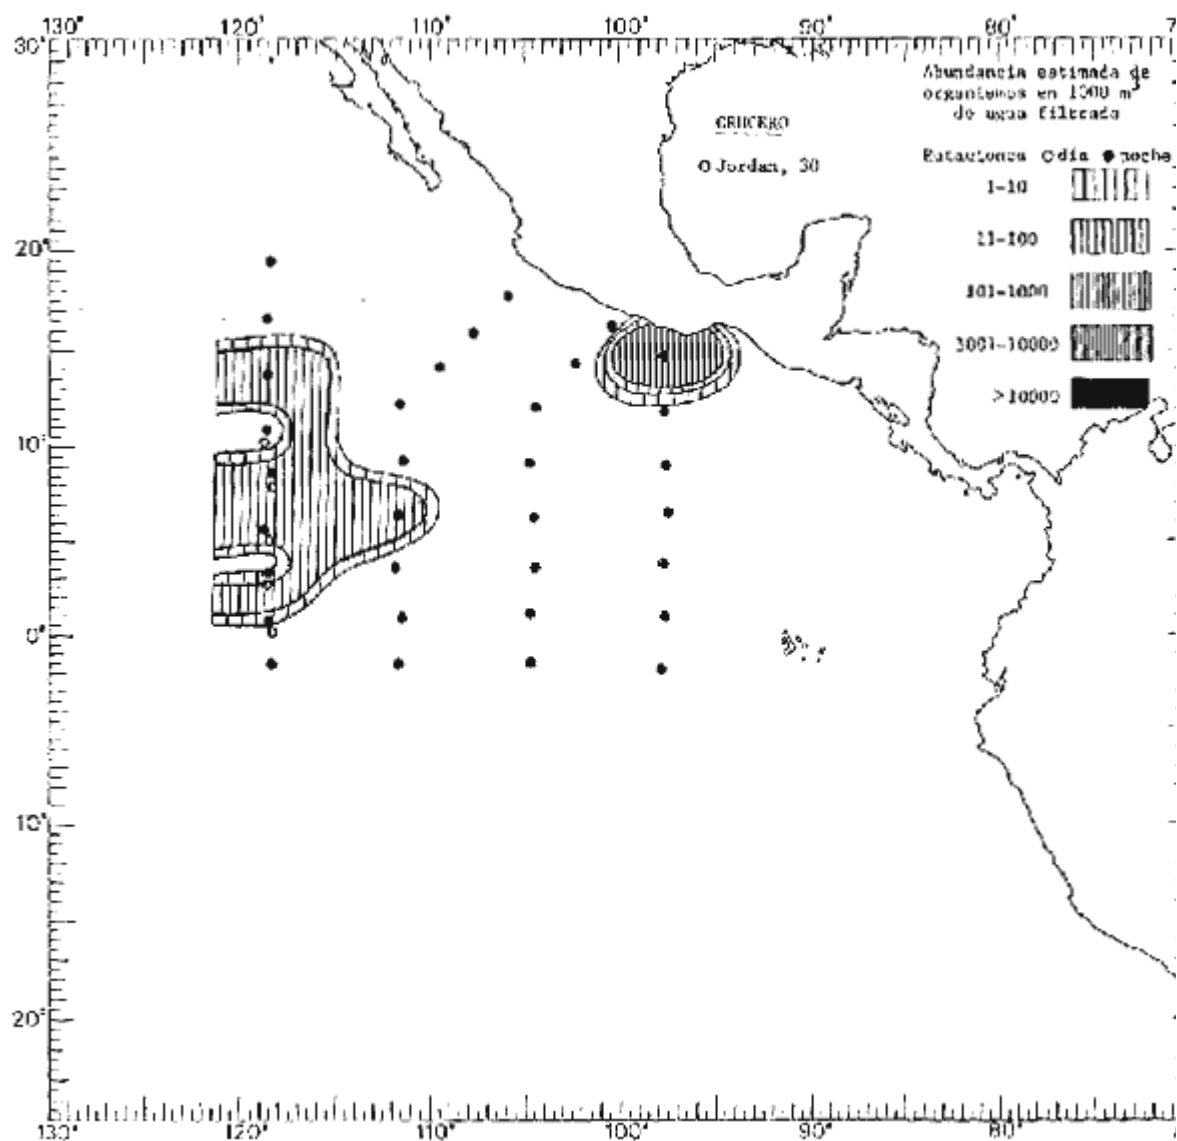 130° 120° 110° 100° 90° 80° 7
30°
Abundancia estimada de
organismos en 1000 m³
de agua filtrada
CRUCERO
O Jordan, 30
Estaciones O día ● noche
1-10
11-100
101-1000
1001-10000
>10000
20°
10°
0°
10°
20°
130° 120° 110° 100° 90° 80° 7